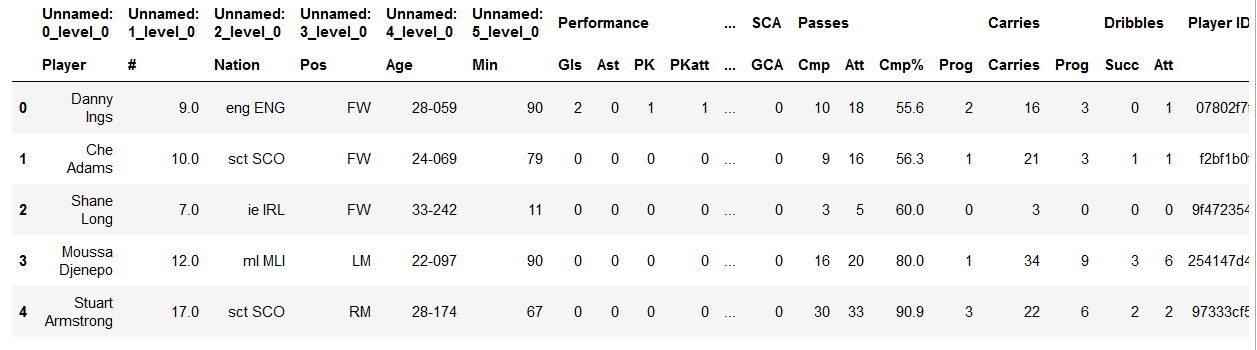 Unnamed: Unnamed: Unnamed: Unnamed: Unnamed: Unnamed: Performance ... SCA Passes Carries Dribbles Player ID
0_level_0 1_level_0 2_level_0 3_level_0 4_level_0 5_level_0
Player # Nation Pos Age Min Gls Ast PK PKatt ... GCA Cmp Att Cmp% Prog Carries Prog Succ Att
0 Danny Ings 9.0 eng ENG FW 28-059 90 2 0 1 1 ... 0 10 18 55.6 2 16 3 0 1
1 Che Adams 10.0 sct SCO FW 24-069 79 0 0 0 0 ... 0 9 16 56.3 1 21 3 1 1 f2bf1b0
2 Shane Long 7.0 ie IRL FW 33-242 11 0 0 0 0 ... 0 3 5 60.0 0 3 0 0 0 9f472354
3 Moussa Djenepo 12.0 ml MLI LM 22-097 90 0 0 0 0 ... 0 16 20 80.0 1 34 9 3 6 254147d4
4 Stuart Armstrong 17.0 sct SCO RM 28-174 67 0 0 0 0 ... 0 30 33 90.9 3 22 6 2 2 97333cf5